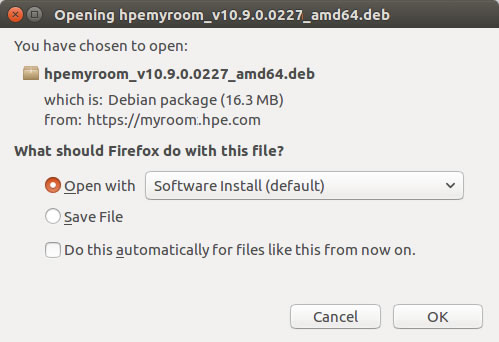 Opening hpemyroom_v10.9.0.0227_amd64.deb
You have chosen to open:
hpemyroom_v10.9.0.0227_amd64.deb
which is: Debian package (16.3 MB)
from: https://myroom.hpe.com
What should Firefox do with this file?
Open with Software Install (default)
Save File
Do this automatically for files like this from now on.
Cancel OK